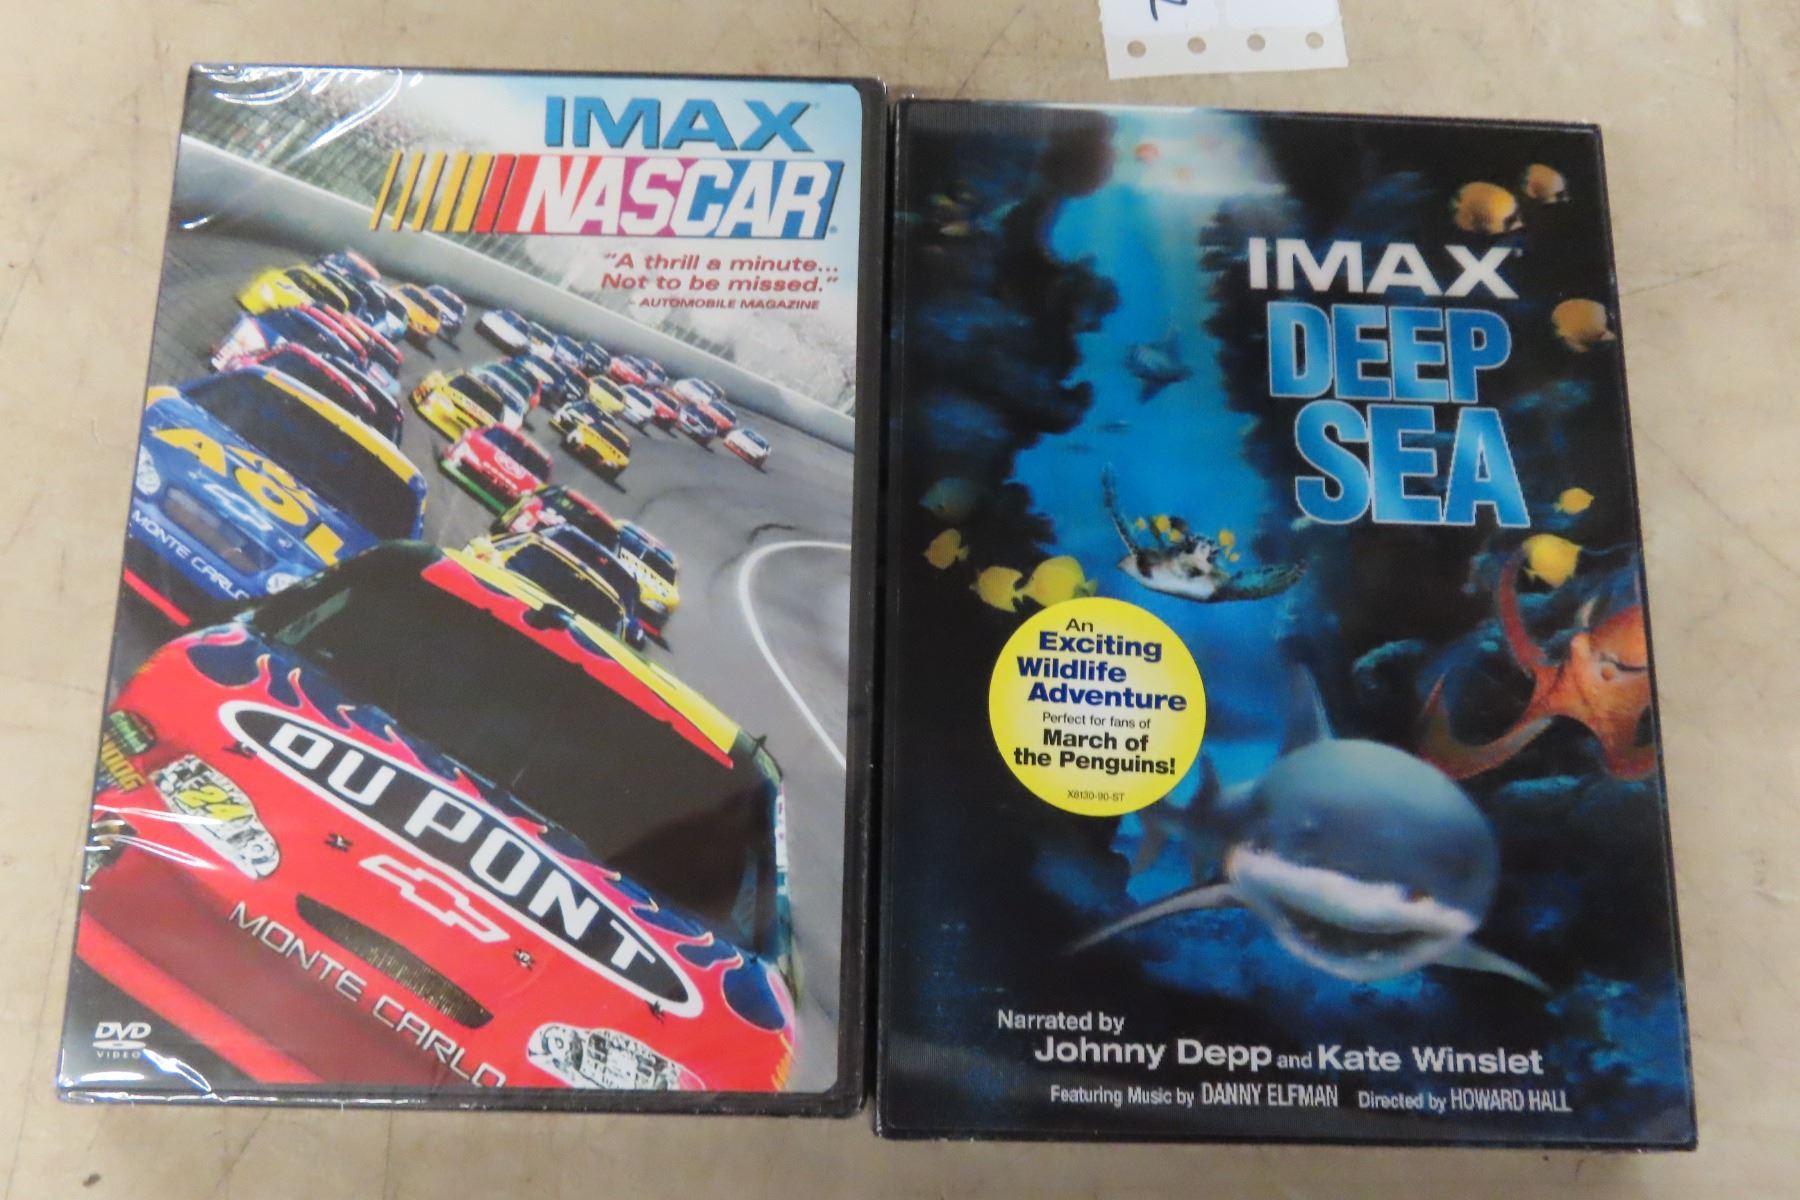 IMAX
NASCAR
"A thrill a minute...
Not to be missed."
- AUTOMOBILE MAGAZINE
AOL
MONTE CARLO
DU PONT
24
MONTE CARLO
DVD
VIDEO
IMAX
DEEP
SEA
An
Exciting
Wildlife
Adventure
Perfect for fans of
March of
the Penguins!
X8130-90-ST
Narrated by
Johnny Depp and Kate Winslet
Featuring Music by DANNY ELFMAN Directed by HOWARD HALL